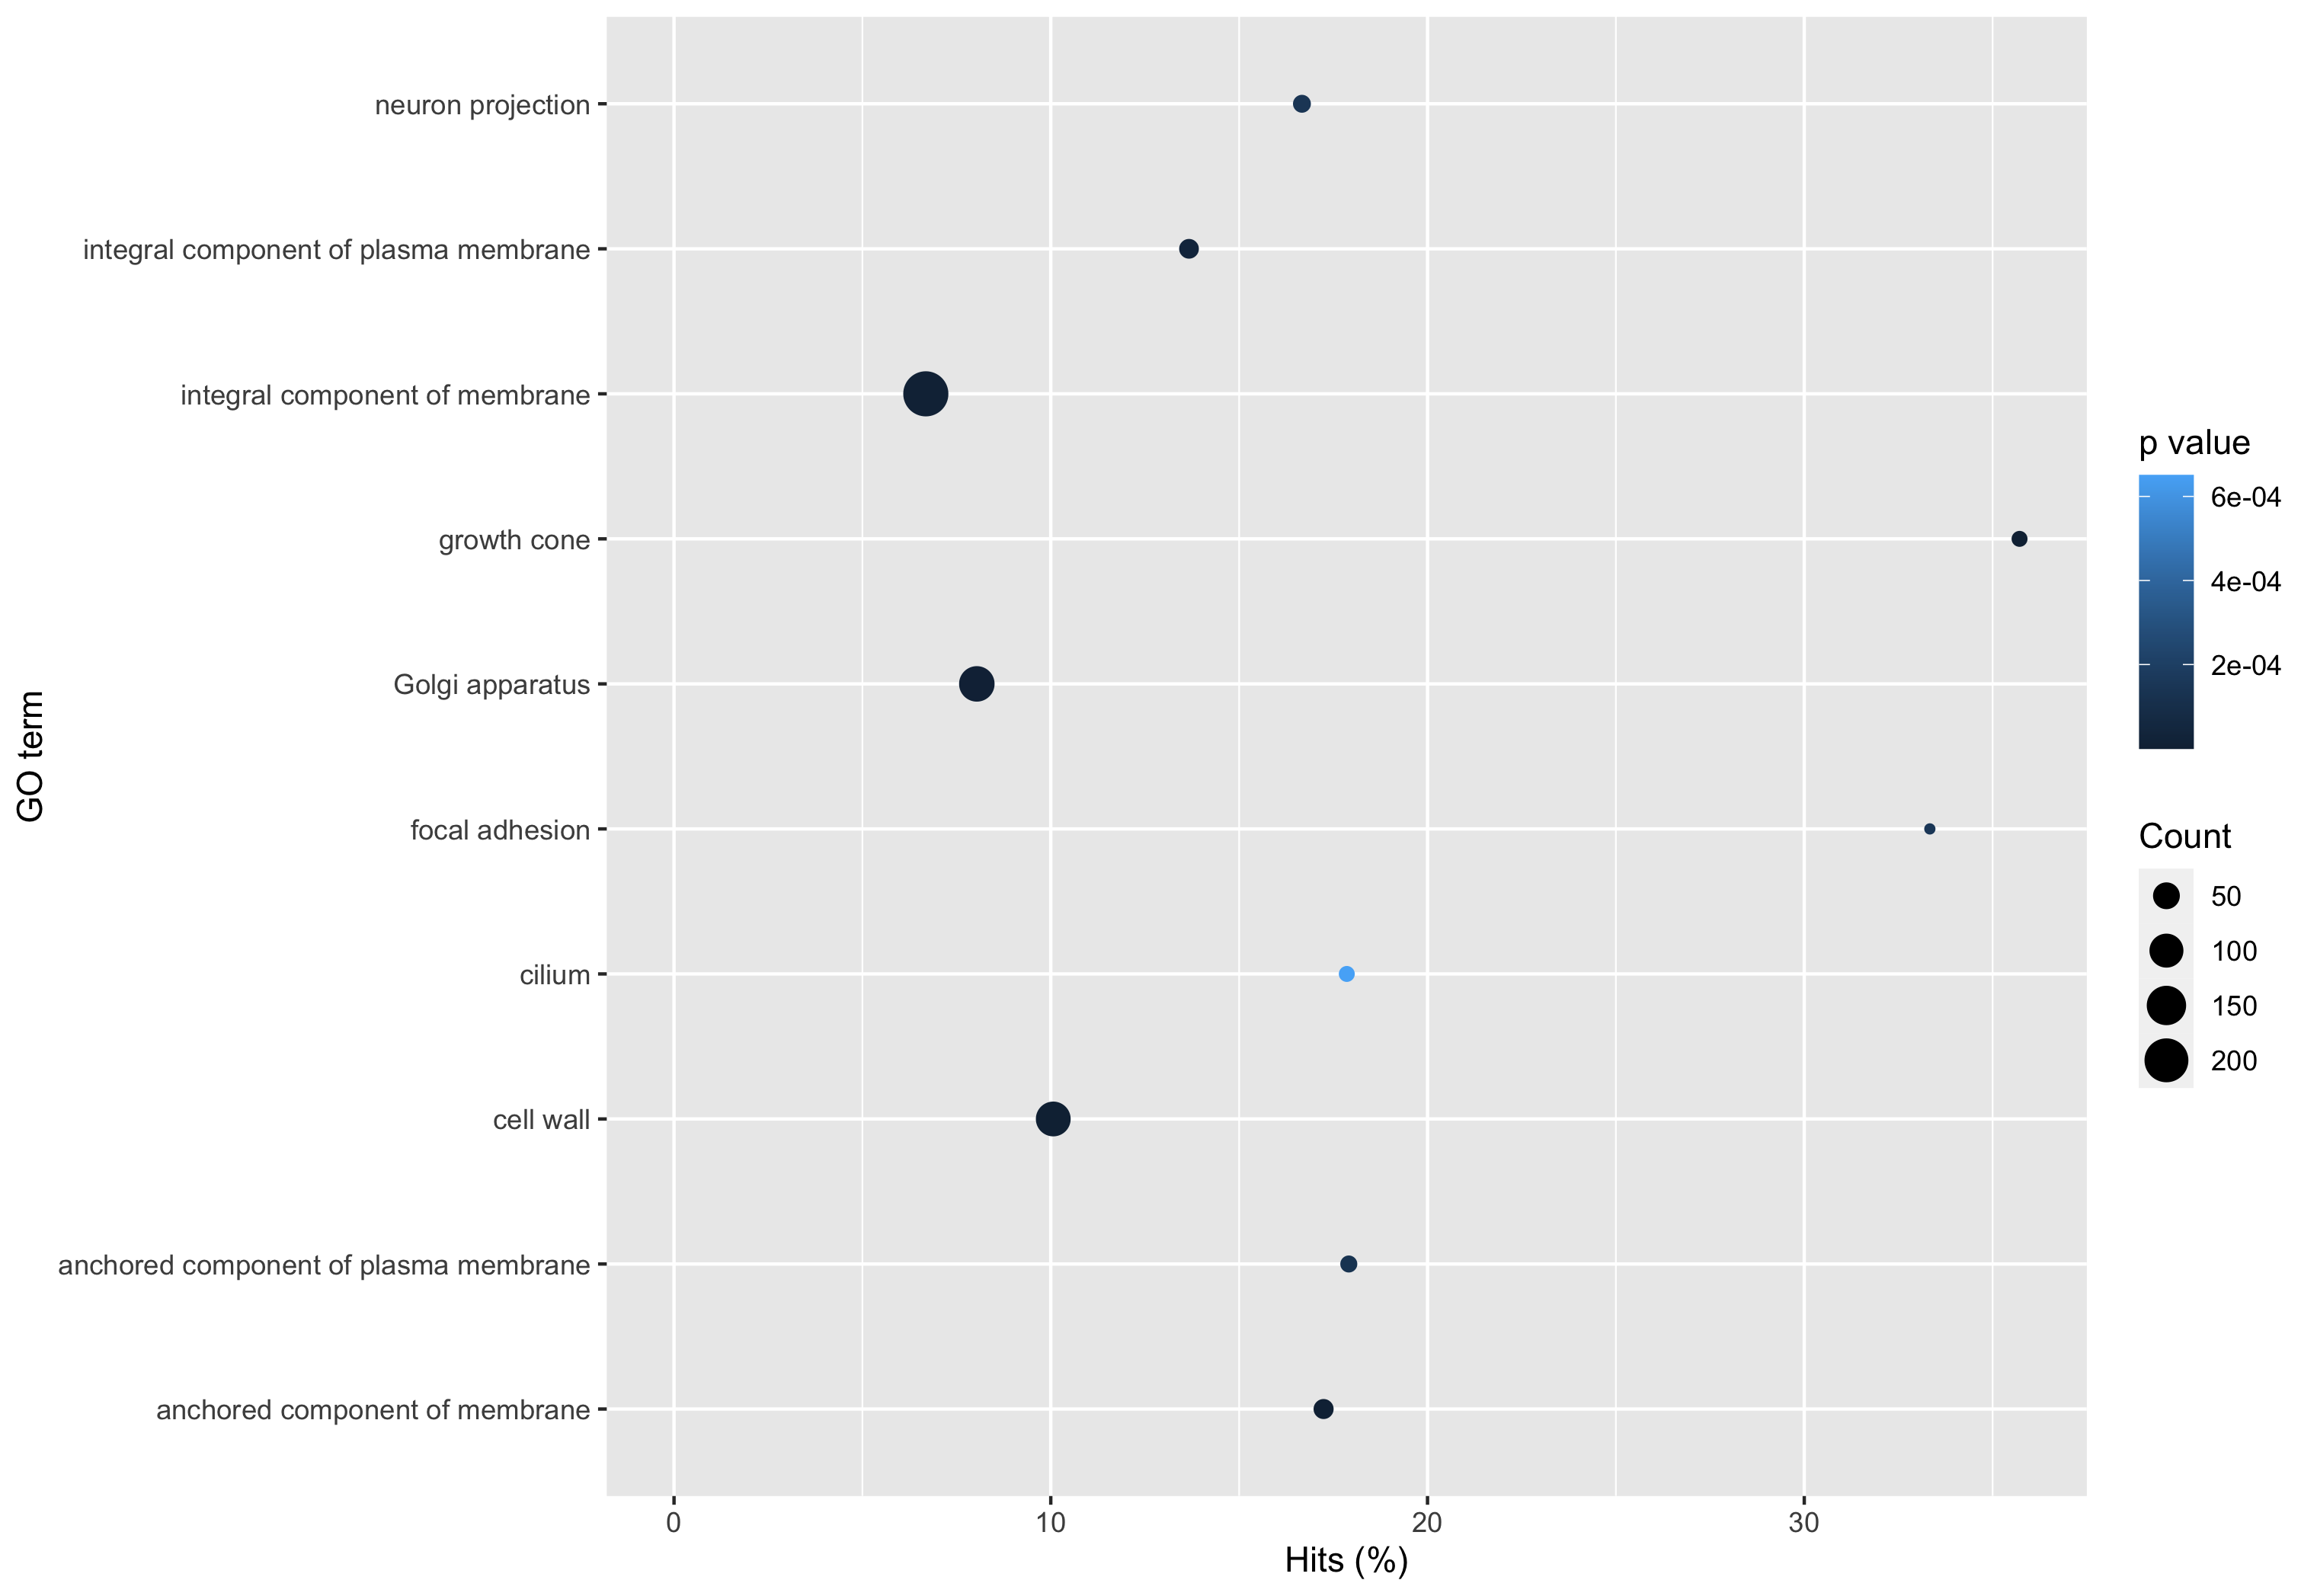 neuron projection
integral component of plasma membrane
integral component of membrane
growth cone
Golgi apparatus
focal adhesion
cilium
cell wall
anchored component of plasma membrane
anchored component of membrane
GO term
0 10 20 30
Hits (%)
p value
6e-04
4e-04
2e-04
Count
50
100
150
200